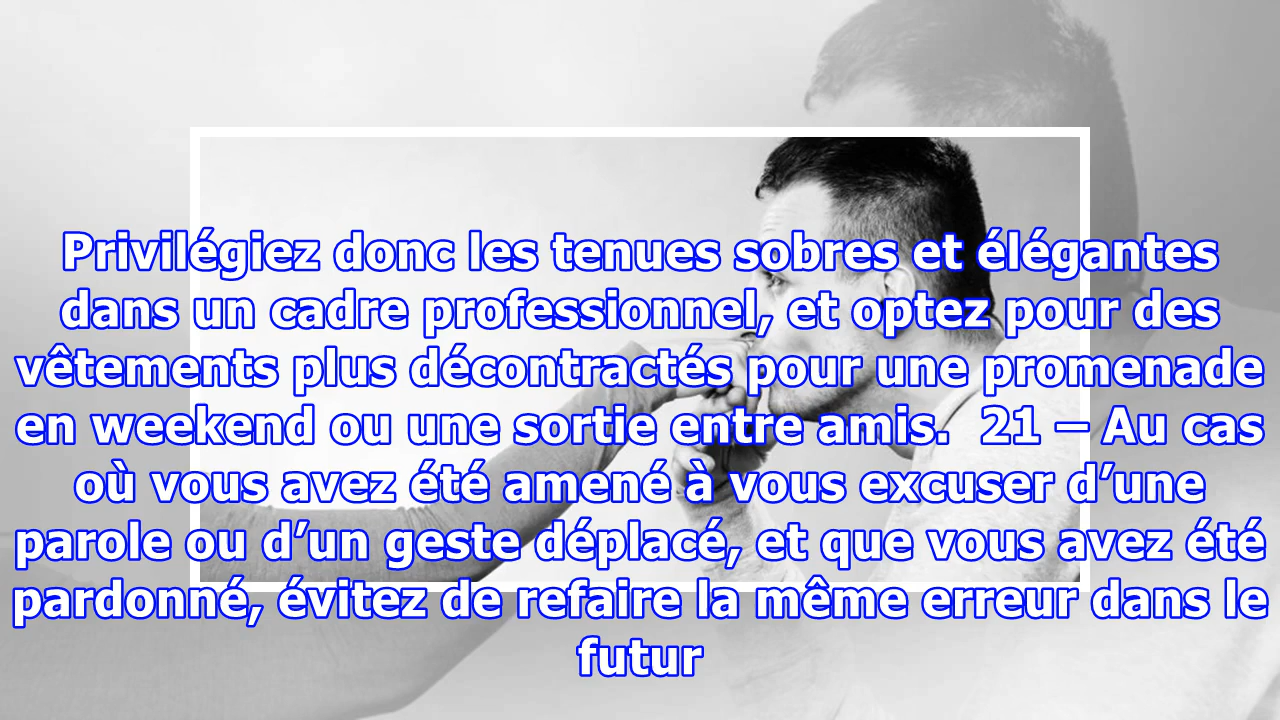 Privilégiez donc les tenues sobres et élégantes
dans un cadre professionnel, et optez pour des
vêtements plus décontractés pour une promenade
en weekend ou une sortie entre amis.  21 – Au cas
où vous avez été amené à vous excuser d’une
parole ou d’un geste déplacé, et que vous avez été
pardonné, évitez de refaire la même erreur dans le
futur